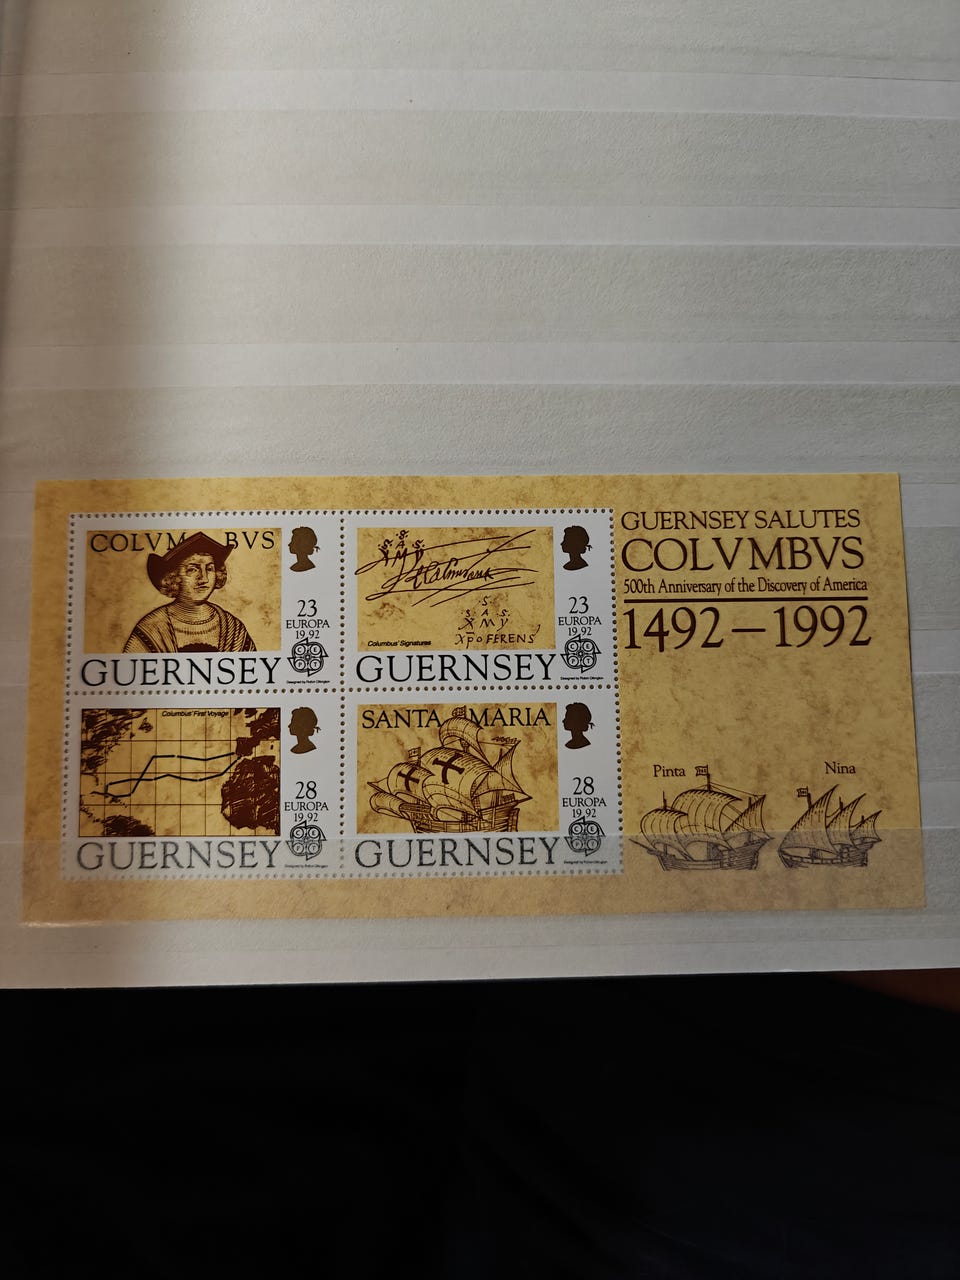 GUERNSEY SALUTES
COLVMBVS
500th Anniversary of the Discovery of America
1492–1992
COLVMBVS
23
EUROPA
19.92
GUERNSEY
Columbus' Signatures
.S.
.S. A .S.
X M Y
XPOFERENS
23
EUROPA
19.92
GUERNSEY
Columbus' First Voyage
28
EUROPA
19.92
GUERNSEY
SANTA MARIA
28
EUROPA
19.92
GUERNSEY
Pinta
Nina